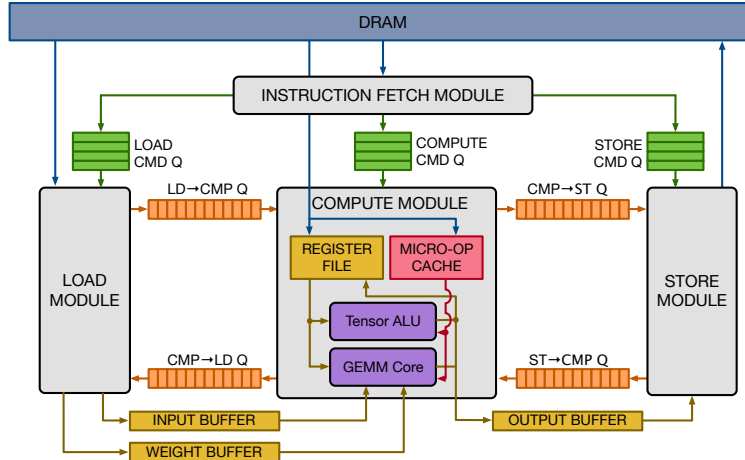 DRAM
INSTRUCTION FETCH MODULE
LOAD
CMD Q
COMPUTE
CMD Q
STORE
CMD Q
LD→CMP Q
COMPUTE MODULE
CMP→ST Q
REGISTER
FILE
MICRO-OP
CACHE
LOAD
MODULE
STORE
MODULE
Tensor ALU
CMP→LD Q
GEMM Core
ST→CMP Q
INPUT BUFFER
OUTPUT BUFFER
WEIGHT BUFFER